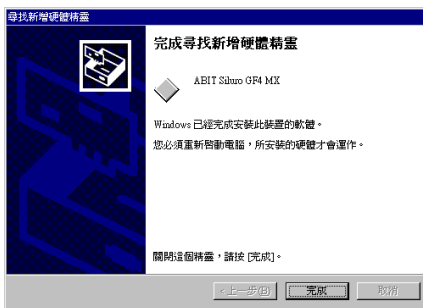 尋找新增硬體精靈
完成尋找新增硬體精靈
ABIT Siluro GF4 MX
Windows 已經完成安裝此裝置的軟體。
您必須重新啓動電腦，所安裝的硬體才會運作。
關閉這個精靈，請按 [完成]。
<上一步(B)
完成
取消